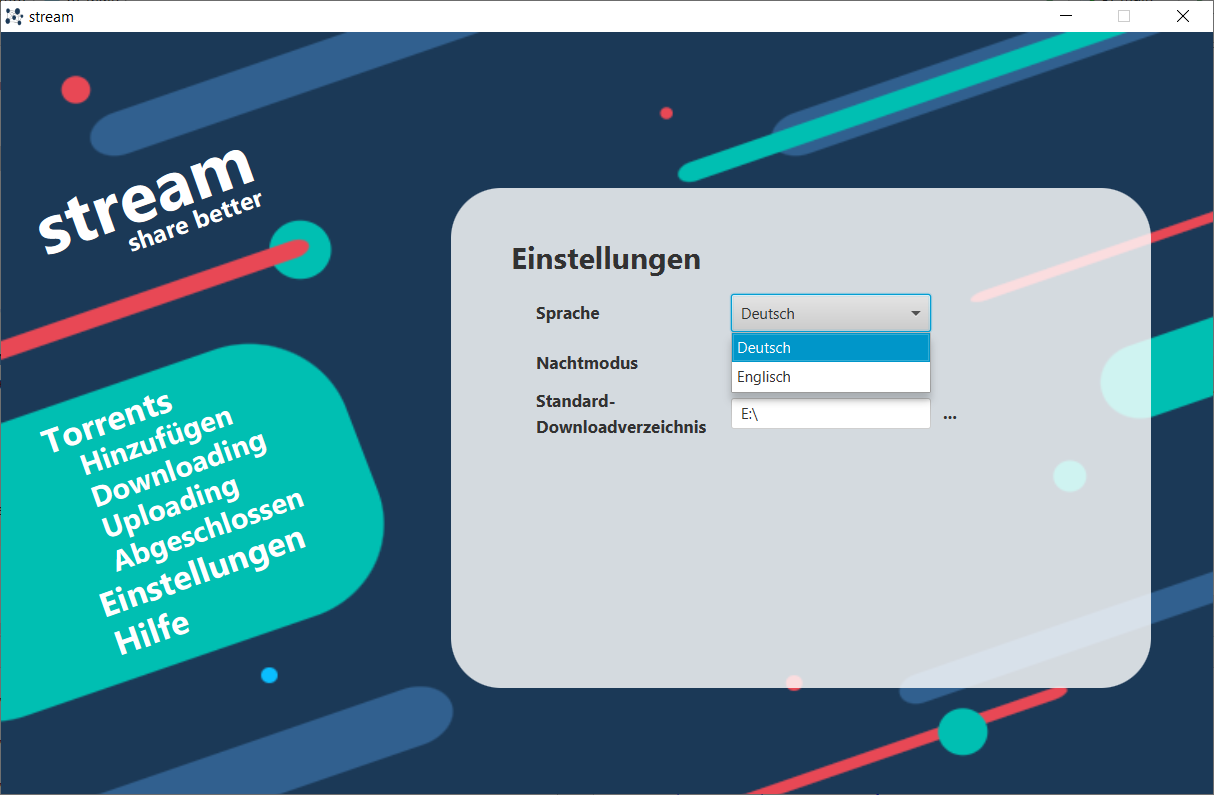 stream
stream
share better
Torrents
Hinzufügen
Downloading
Uploading
Abgeschlossen
Einstellungen
Hilfe
Einstellungen
Sprache
Deutsch
Deutsch
Englisch
Nachtmodus
Standard-
Downloadverzeichnis
E:\
...